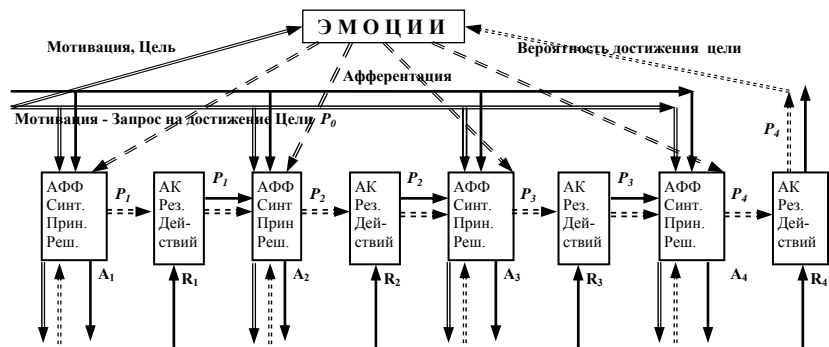 Э М О Ц И И
Мотивация, Цель
Вероятность достижения цели
Афферентация
Мотивация - Запрос на достижение Цели P0
P4
P1 P1 P2 P2 P3 P3 P4
АФФ
Синт.
Прин.
Реш.
АК
Рез.
Дей-
ствий
АФФ
Синт
Прин
Реш.
АК
Рез.
Дей-
ствий
АФФ
Синт.
Прин.
Реш.
АК
Рез.
Дей-
ствий
АФФ
Синт.
Прин.
Реш.
АК
Рез.
Дей-
ствий
A1 R1 A2 R2 A3 R3 A4 R4